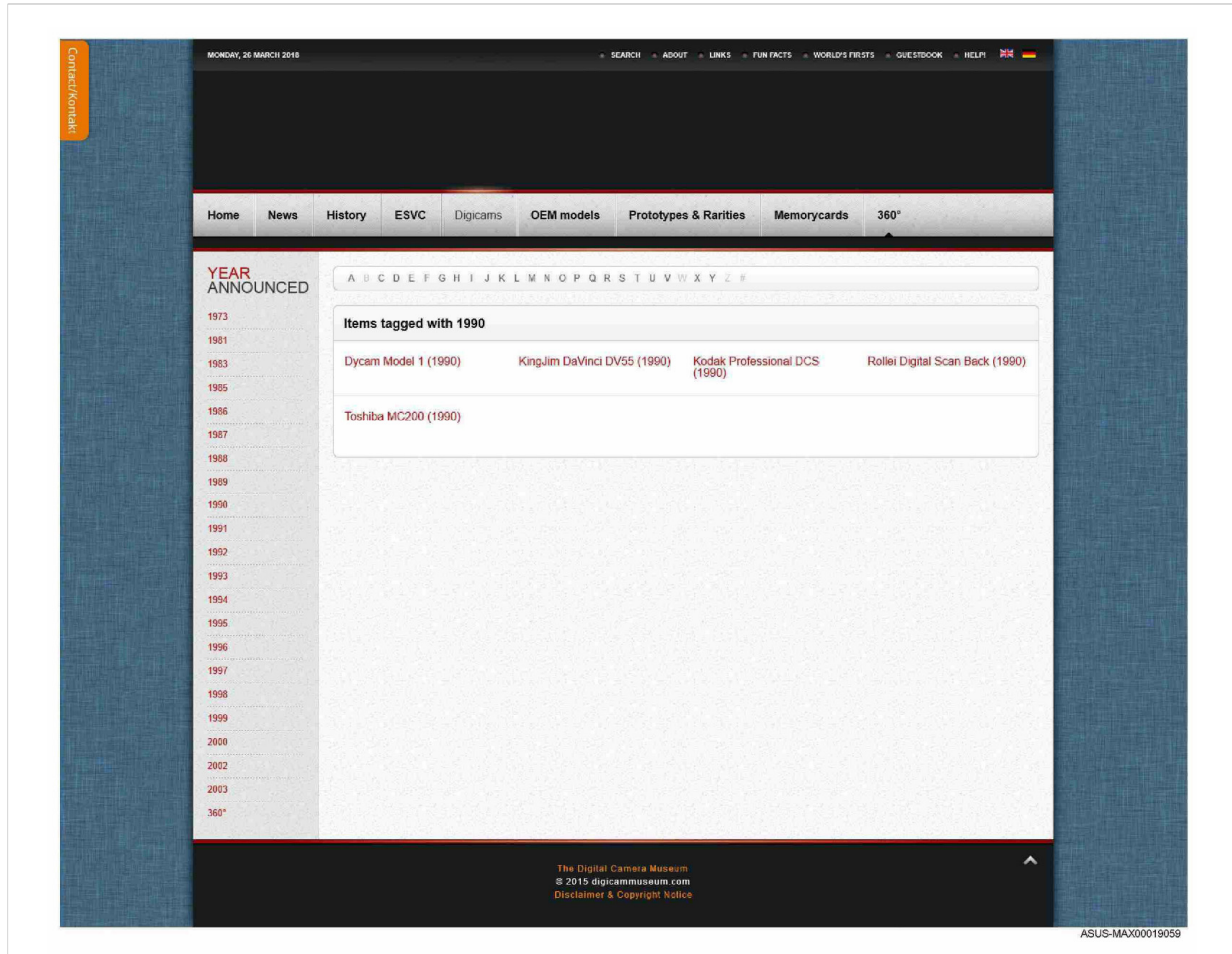 Contact/Kontakt
MONDAY, 26 MARCH 2018
SEARCH ABOUT LINKS FUN FACTS WORLD'S FIRSTS GUESTBOOK HELP!
Home News History ESVC Digicams OEM models Prototypes & Rarities Memorycards 360°
YEAR
ANNOUNCED
1973
1981
1983
1985
1986
1987
1988
1989
1990
1991
1992
1993
1994
1995
1996
1997
1998
1999
2000
2002
2003
360°
A B C D E F G H I J K L M N O P Q R S T U V W X Y Z #
Items tagged with 1990
Dycam Model 1 (1990) KingJim DaVinci DV55 (1990) Kodak Professional DCS Rollei Digital Scan Back (1990)
(1990)
Toshiba MC200 (1990)
The Digital Camera Museum
© 2015 digicammuseum.com
Disclaimer & Copyright Notice
ASUS-MAX00019059